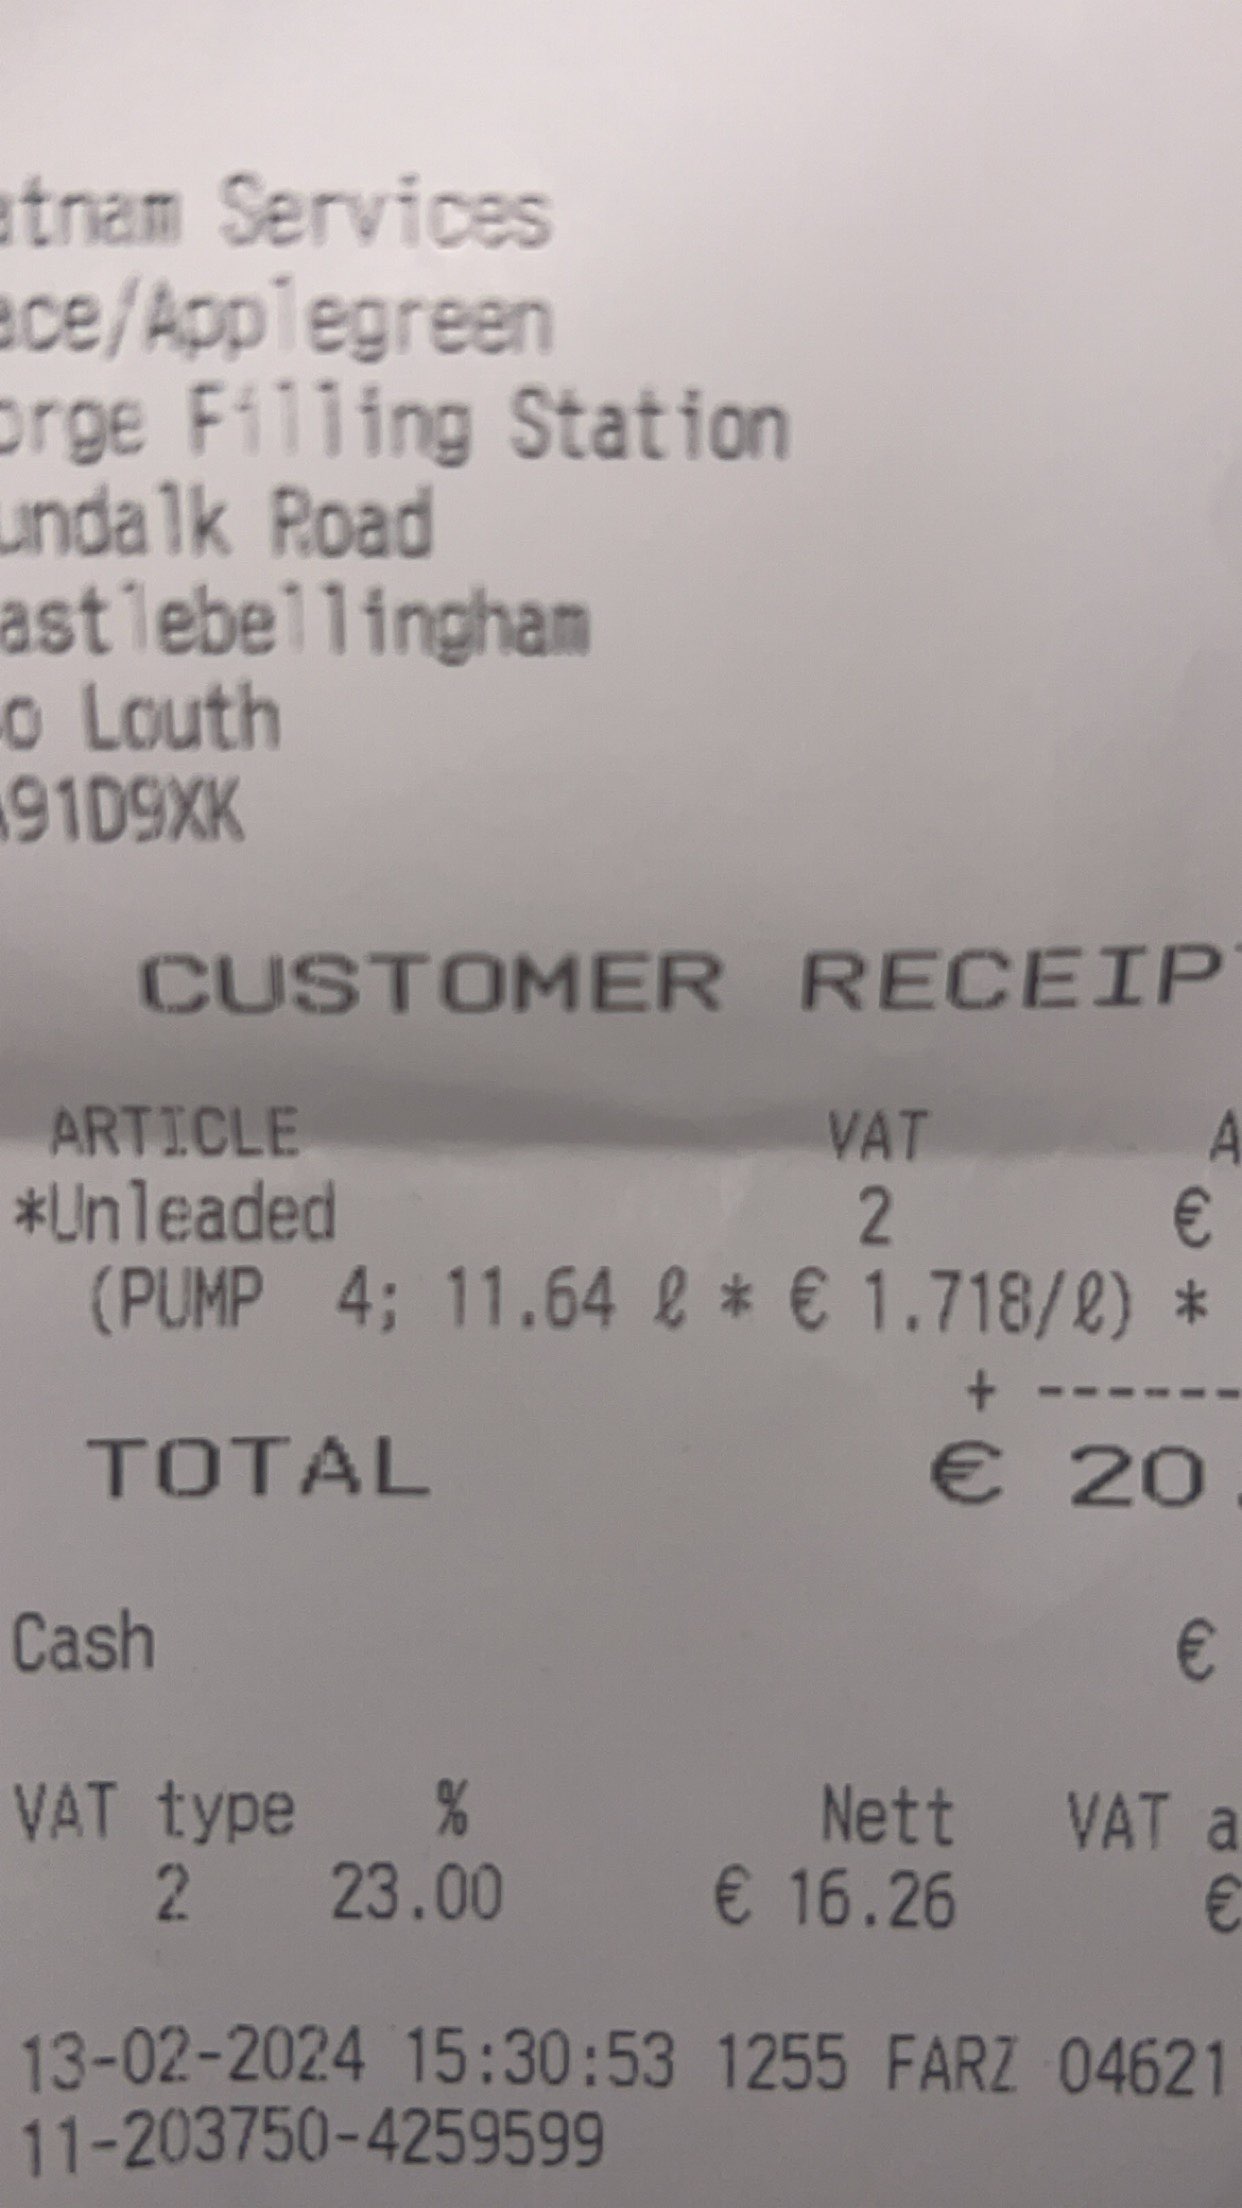 atnam Services
ace/Applegreen
orge Filling Station
undalk Road
astlebellingham
o Louth
A91D9XK
CUSTOMER RECEIP
ARTICLE VAT A
*Unleaded 2 €
(PUMP 4; 11.64 ℓ * € 1.718/ℓ) *
+ ------
TOTAL € 20.
Cash €
VAT type % Nett VAT a
2 23.00 € 16.26 €
13-02-2024 15:30:53 1255 FARZ 04621
11-203750-4259599